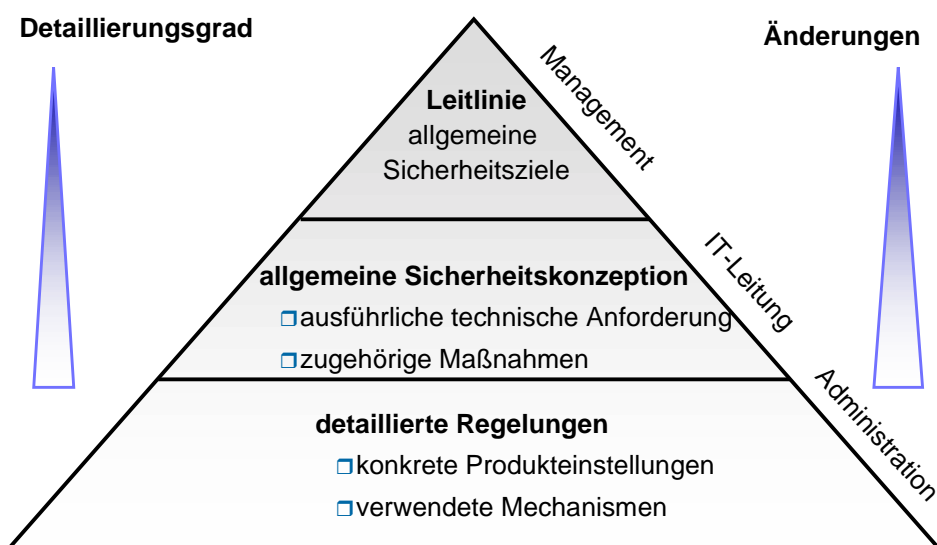 Detaillierungsgrad
Änderungen
Management
Leitlinie
allgemeine
Sicherheitsziele
IT-Leitung
allgemeine Sicherheitskonzeption
ausführliche technische Anforderung
zugehörige Maßnahmen
Administration
detaillierte Regelungen
konkrete Produkteinstellungen
verwendete Mechanismen